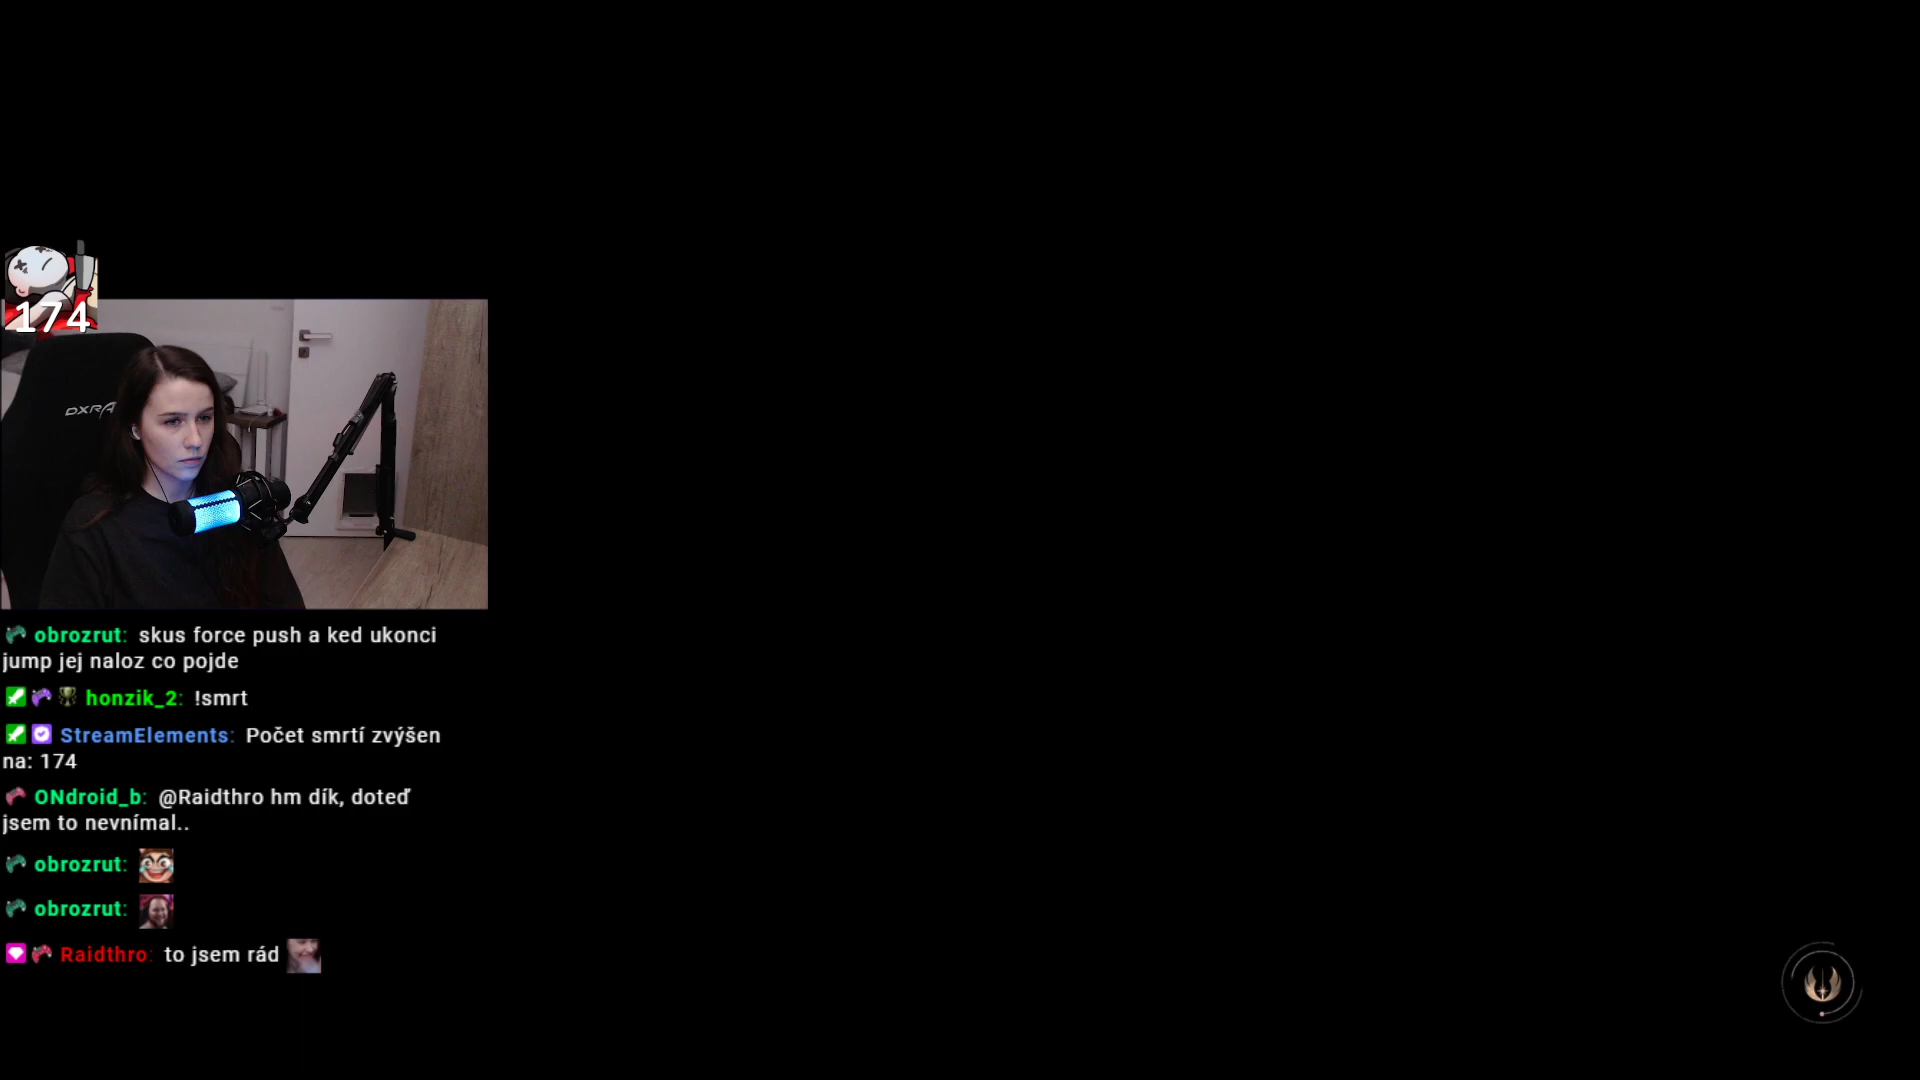 174
DXRA
obrozrut: skus force push a ked ukonci
jump jej naloz co pojde
honzik_2: !smrt
StreamElements: Počet smrtí zvýšen
na: 174
ONdroid_b: @Raidthro hm dík, doteď
jsem to nevnímal..
obrozrut:
obrozrut:
Raidthro: to jsem rád